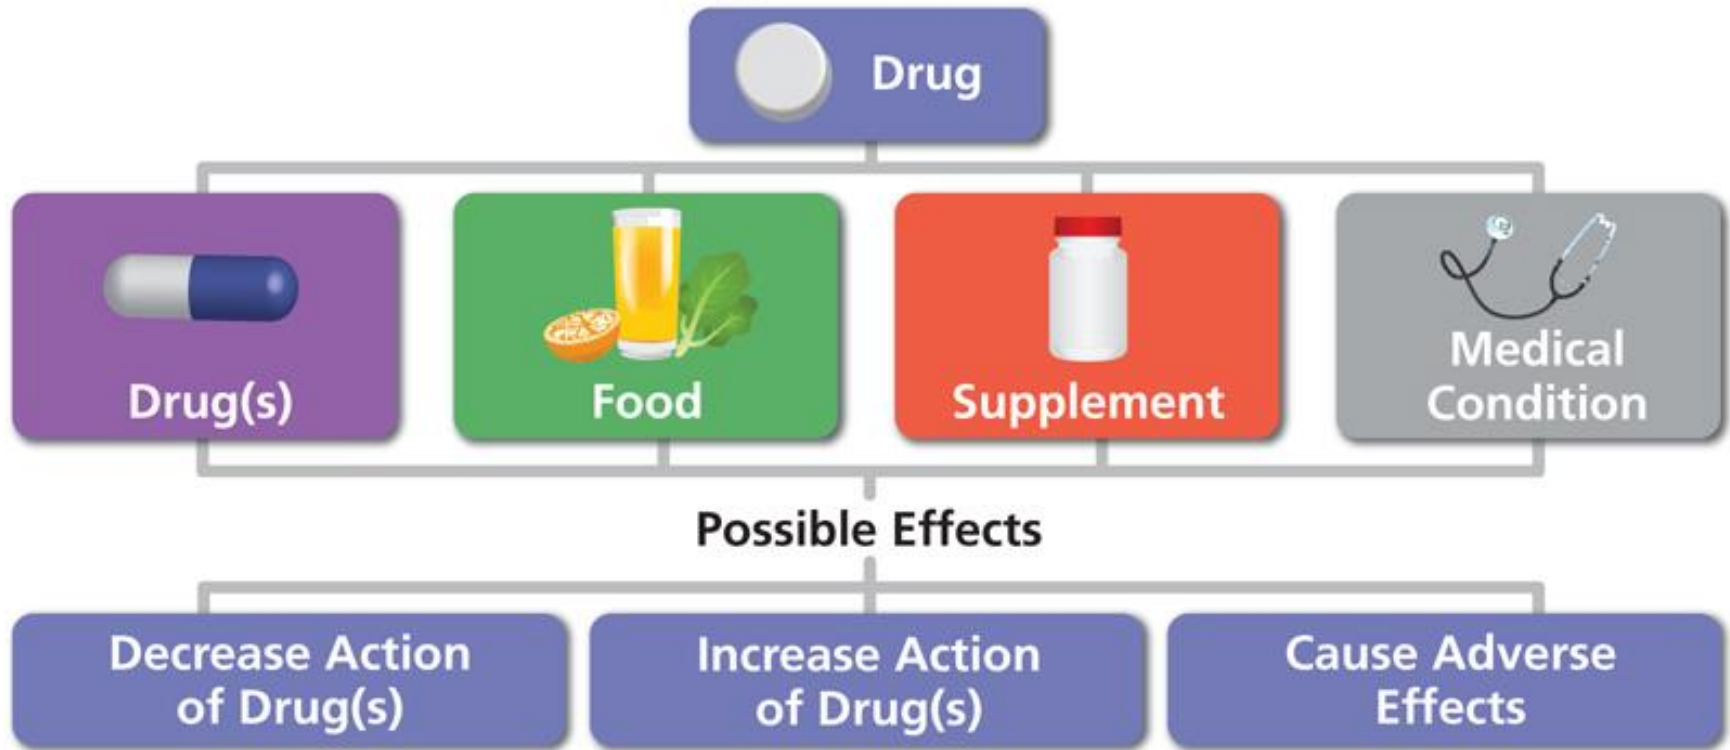 Drug
Drug(s)
Food
Supplement
Medical
Condition
Possible Effects
Decrease Action
of Drug(s)
Increase Action
of Drug(s)
Cause Adverse
Effects